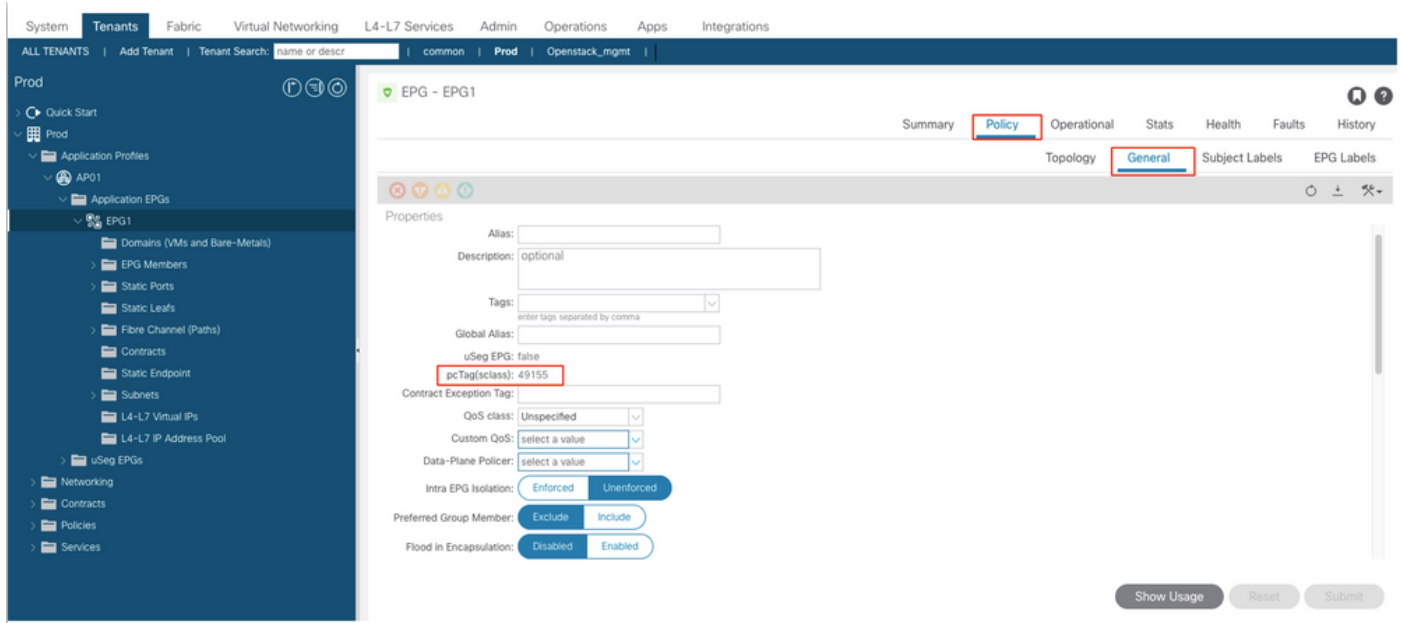 System Tenants Fabric Virtual Networking L4-L7 Services Admin Operations Apps Integrations
ALL TENANTS | Add Tenant | Tenant Search: name or descr | common | Prod | Openstack_mgmt |
Prod
Quick Start
Prod
Application Profiles
AP01
Application EPGs
EPG1
Domains (VMs and Bare-Metals)
EPG Members
Static Ports
Static Leafs
Fibre Channel (Paths)
Contracts
Static Endpoint
Subnets
L4-L7 Virtual IPs
L4-L7 IP Address Pool
uSeg EPGs
Networking
Contracts
Policies
Services
EPG - EPG1
Summary Policy Operational Stats Health Faults History
Topology General Subject Labels EPG Labels
Properties
Alias:
Description: optional
Tags:
enter tags separated by comma
Global Alias:
uSeg EPG: false
pcTag(sclass): 49155
Contract Exception Tag:
QoS class: Unspecified
Custom QoS: select a value
Data-Plane Policer: select a value
Intra EPG Isolation: Enforced Unenforced
Preferred Group Member: Exclude Include
Flood in Encapsulation: Disabled Enabled
Show Usage Reset Submit